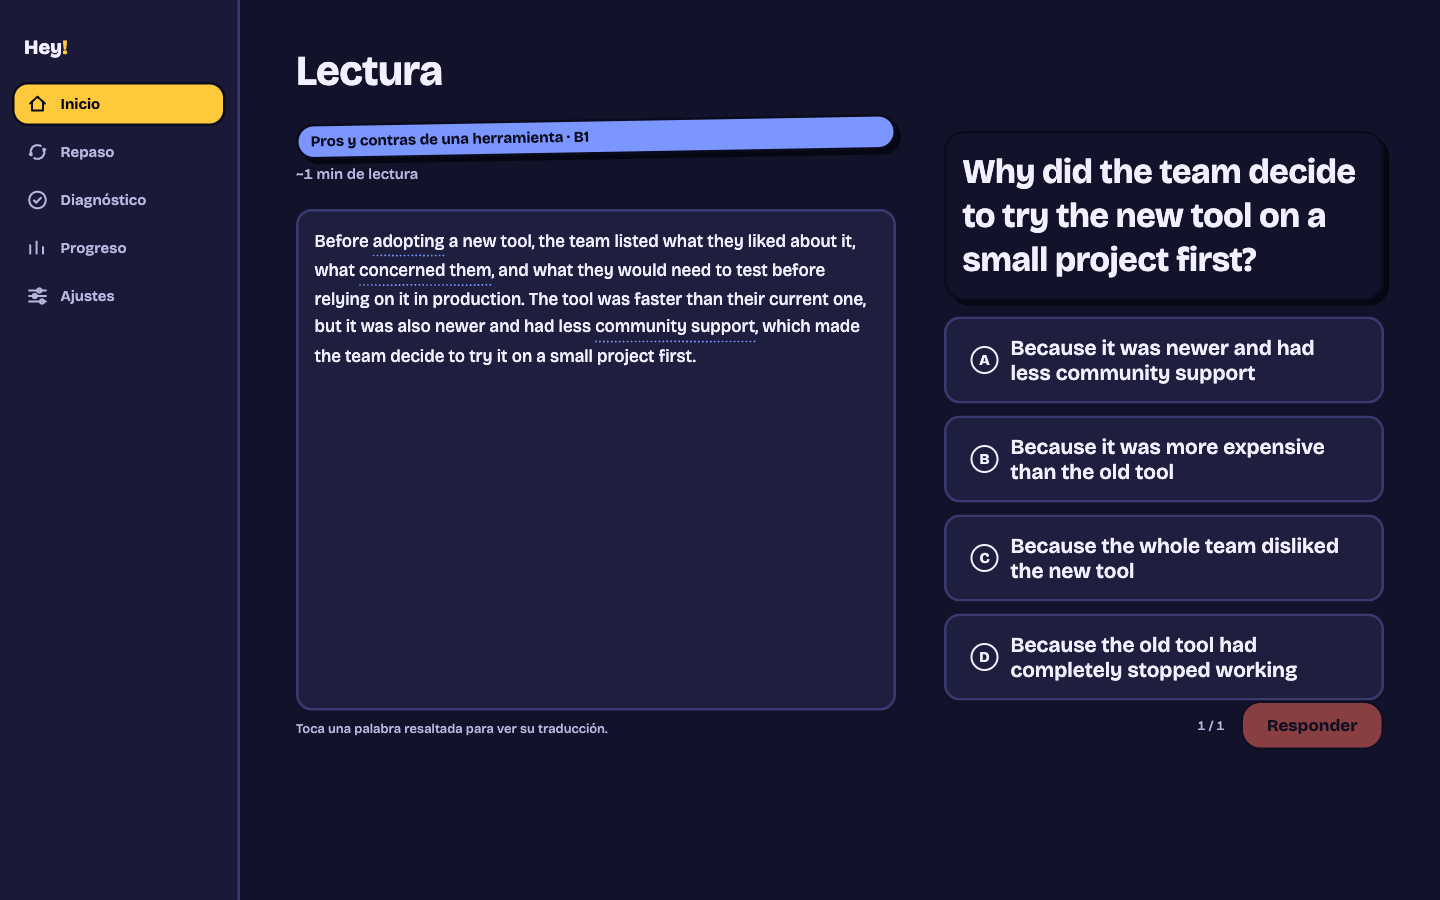 Hey!
Inicio
Repaso
Diagnóstico
Progreso
Ajustes
Lectura
Pros y contras de una herramienta · B1
~1 min de lectura
Before adopting a new tool, the team listed what they liked about it,
what concerned them, and what they would need to test before
relying on it in production. The tool was faster than their current one,
but it was also newer and had less community support, which made
the team decide to try it on a small project first.
Toca una palabra resaltada para ver su traducción.
Why did the team decide
to try the new tool on a
small project first?
A
Because it was newer and had
less community support
B
Because it was more expensive
than the old tool
C
Because the whole team disliked
the new tool
D
Because the old tool had
completely stopped working
1 / 1
Responder